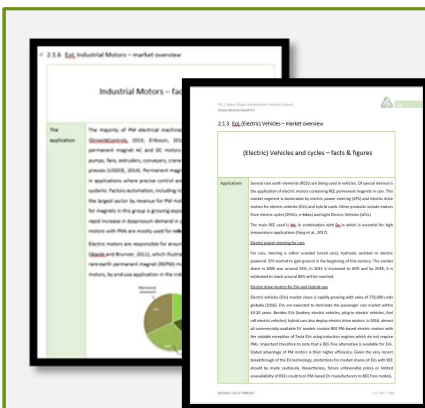 2.1.6 EoL Industrial Motors – market overview
Industrial Motors – fac
The application
The majority of PM electrical machines
permanent magnet AC and DC motors
pumps, fans, extruders, conveyors, crane
presses (USDOE, 2014). Permanent magnet
in applications where precise control an
systems. Factory automation, including ro
the largest sector by revenue for PM mot
for magnets in this group is growing
rapid increase in dysprosium demand in
motors with PMs are mostly used for
Electric motors are responsible for aroun
and Brunner, 2011), which illustra
rare-earth permanent magnet (REPM)
motors, by end-use application in the
2.1.3 EoL (Electric) Vehicles – market overview
(Electric) Vehicles and cycles – facts & figures
Applications
Several rare earth elements (REEs) are being used in vehicles. Of special interest is
the application of electric motors containing REE permanent magnets in cars. This
market segment is dominated by electric power steering (EPS) and electric drive
motors for electric vehicles (EVs) and hybrid cards. Other products include motors
from electric cycles (EPACs, e-bikes) and Light Electric Vehicles (LEVs)
The main REE used is Nd, in combination with Dy in which is essential for high
temperature applications (Yang et al., 2017)
Electric power steering for cars
For cars, steering is either unaided (small cars), hydraulic assisted or electric
powered. EPS started to gain ground in the beginning of this century. The market
share in 2009 was around 25%, in 2015 it increased to 60% and by 2018, it is
estimated to reach around 80% will be reached.
Electric drive motors for EVs and hybrid cars
Electric vehicles (EVs) market share is rapidly growing with sales of 770,000 units
globally (2016). EVs are estimated to dominate the passenger cars market within
10-20 years. Besides EVs (battery electric vehicles, plug-in electric vehicles, fuel
cell electric vehicles), hybrid cars also deploy electric drive motors. In 2016, almost
all commercially available EV models contain REE PM-based electric motors with
the notable exception of Tesla EVs using induction engines which do not require
PMs. Important therefore to note that a REE-free alternative is available for EVs.
Stated advantage of PM motors is their higher efficiency. Given the very recent
breakthrough of the EV technology, predictions for market shares of EVs with REE
should be made cautiously. Nevertheless, future unfavorable prices or limited
unavailability of REEs could turn PM-based EV manufacturers to REE free models.